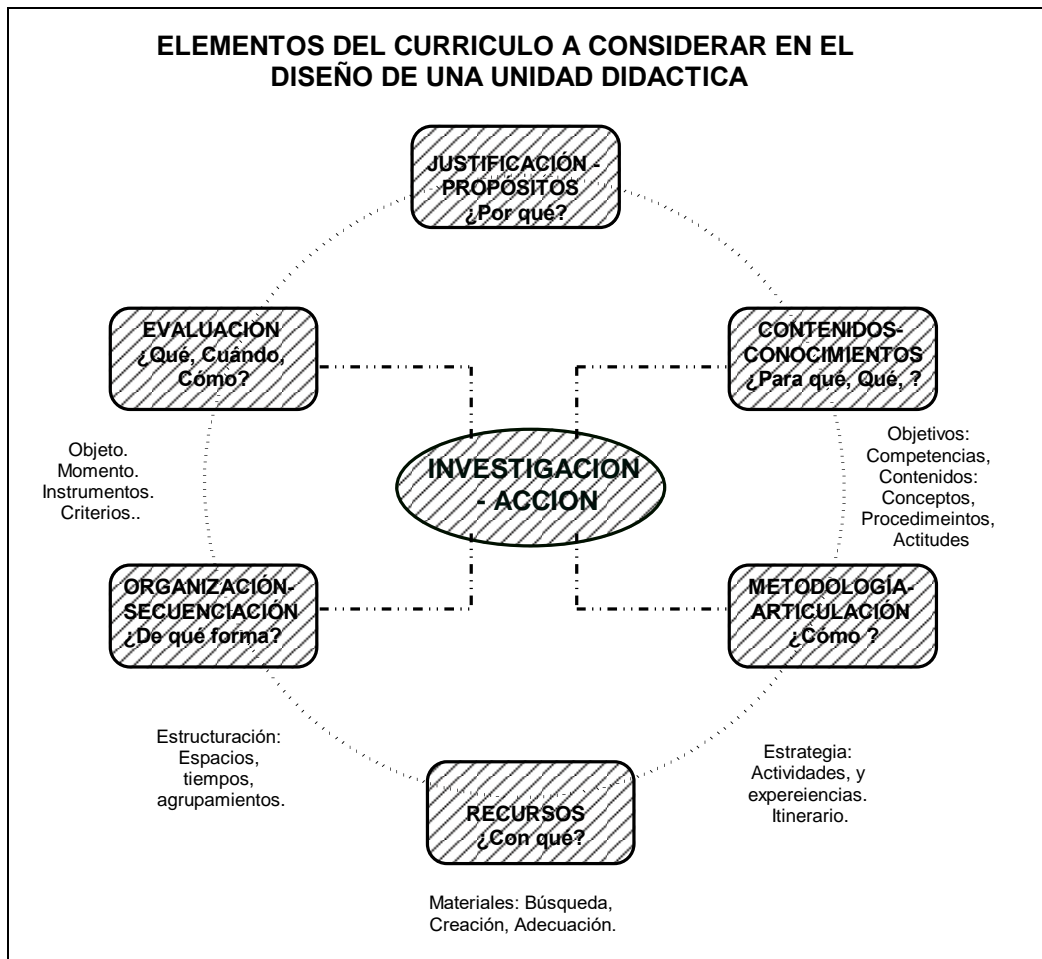 ELEMENTOS DEL CURRICULO A CONSIDERAR EN EL
DISEÑO DE UNA UNIDAD DIDACTICA
JUSTIFICACIÓN -
PROPÓSITOS
¿Por qué?
EVALUACION
¿Qué, Cuándo,
Cómo?
CONTENIDOS-
CONOCIMIENTOS
¿Para qué, Qué, ?
Objeto.
Momento.
Instrumentos.
Criterios..
INVESTIGACION
- ACCION
Objetivos:
Competencias,
Contenidos:
Conceptos,
Procedimeintos,
Actitudes
ORGANIZACIÓN-
SECUENCIACIÓN
¿De qué forma?
METODOLOGÍA-
ARTICULACIÓN
¿Cómo ?
Estructuración:
Espacios,
tiempos,
agrupamientos.
Estrategia:
Actividades, y
expereiencias.
Itinerario.
RECURSOS
¿Con qué?
Materiales: Búsqueda,
Creación, Adecuación.